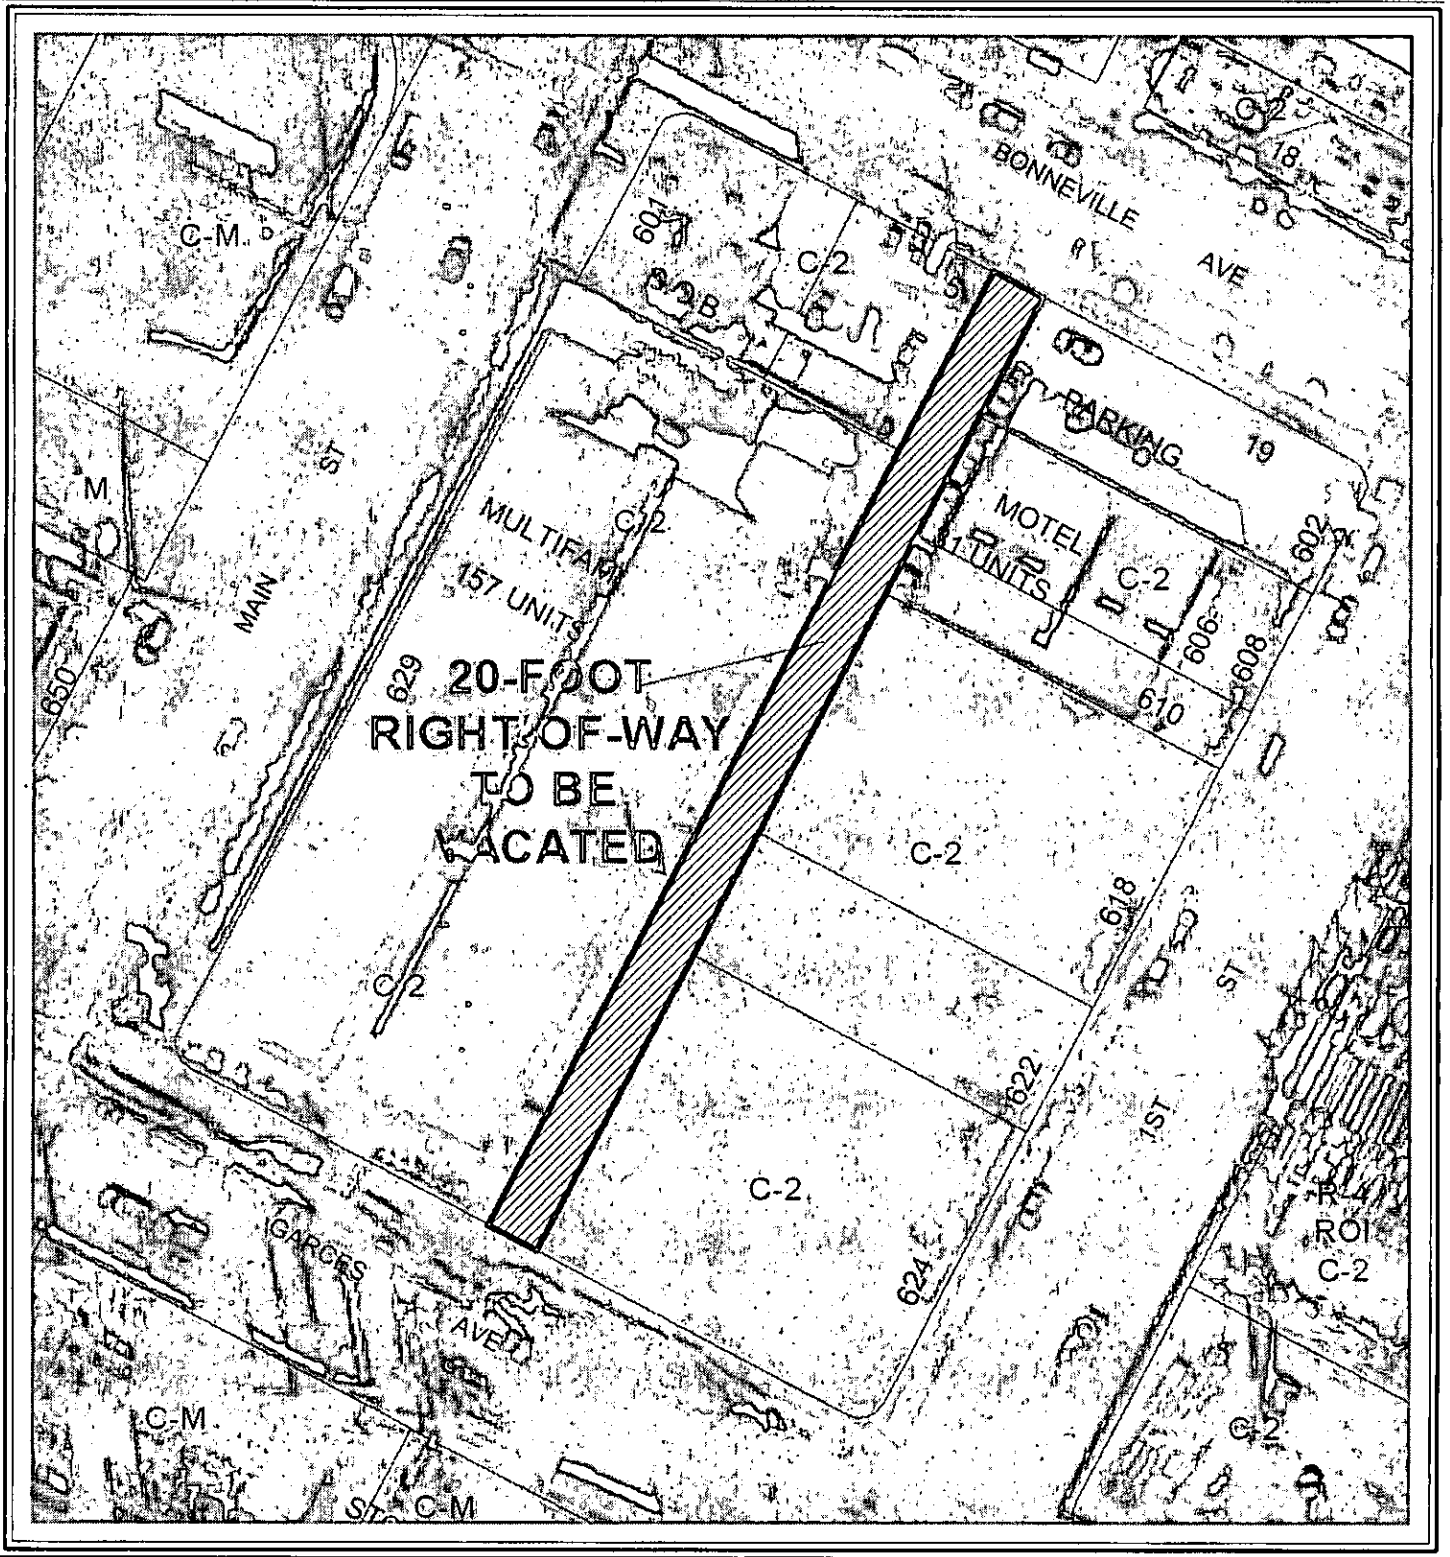 C-2
18
BONNEVILLE
AVE
C-M
601
C-2
B
PARKING
19
ST
M
MULTIFAMI
C-2
157 UNITS
MOTEL
UNITS
C-2
602
606
608
610
MAIN
650
629
20-FOOT
RIGHT-OF-WAY
TO BE
VACATED
C-2
618
C-2
ST
622
1ST
C-2
R-4
ROI
C-2
GARCES
624
AVE
C-M
C-2
C-M